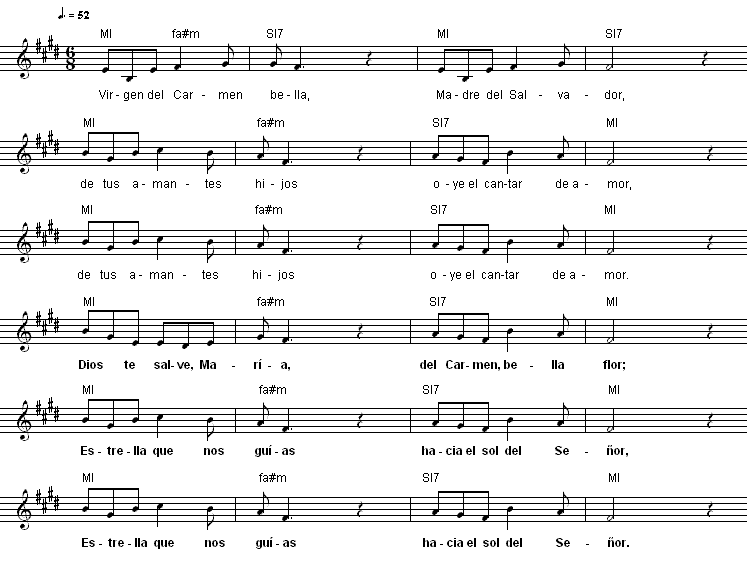 ♩. = 52
MI fa#m SI7 MI SI7
6
8
Vir - gen del Car - men be - lla, Ma - dre del Sal - va - dor,
MI fa#m SI7 MI
de tus a - man - tes hi - jos o - ye el can - tar de a - mor,
MI fa#m SI7 MI
de tus a - man - tes hi - jos o - ye el can - tar de a - mor.
MI fa#m SI7 MI
Dios te sal - ve, Ma - rí - a, del Car - men, be - lla flor;
MI fa#m SI7 MI
Es - tre - lla que nos guí - as ha - cia el sol del Se - ñor,
MI fa#m SI7 MI
Es - tre - lla que nos guí - as ha - cia el sol del Se - ñor.